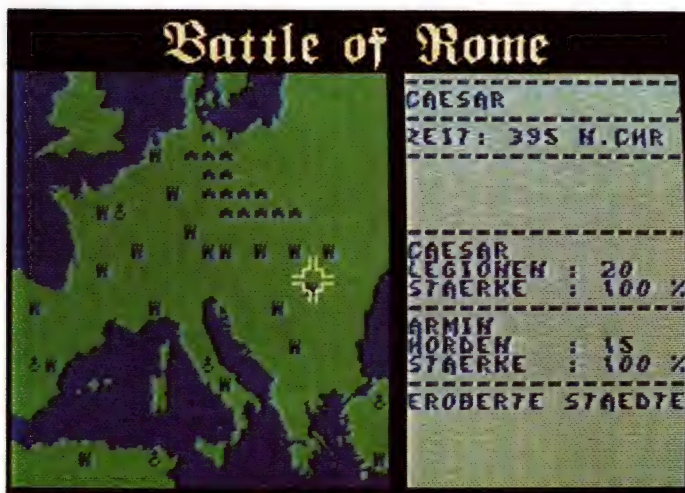 Battle of Rome
CAESAR
ZEIT: 395 N.CHR
CAESAR
LEGIONEN : 20
STAERKE : 100 %
ARMIN
HORDEN : 15
STAERKE : 100 %
EROBERTE STAEDTE